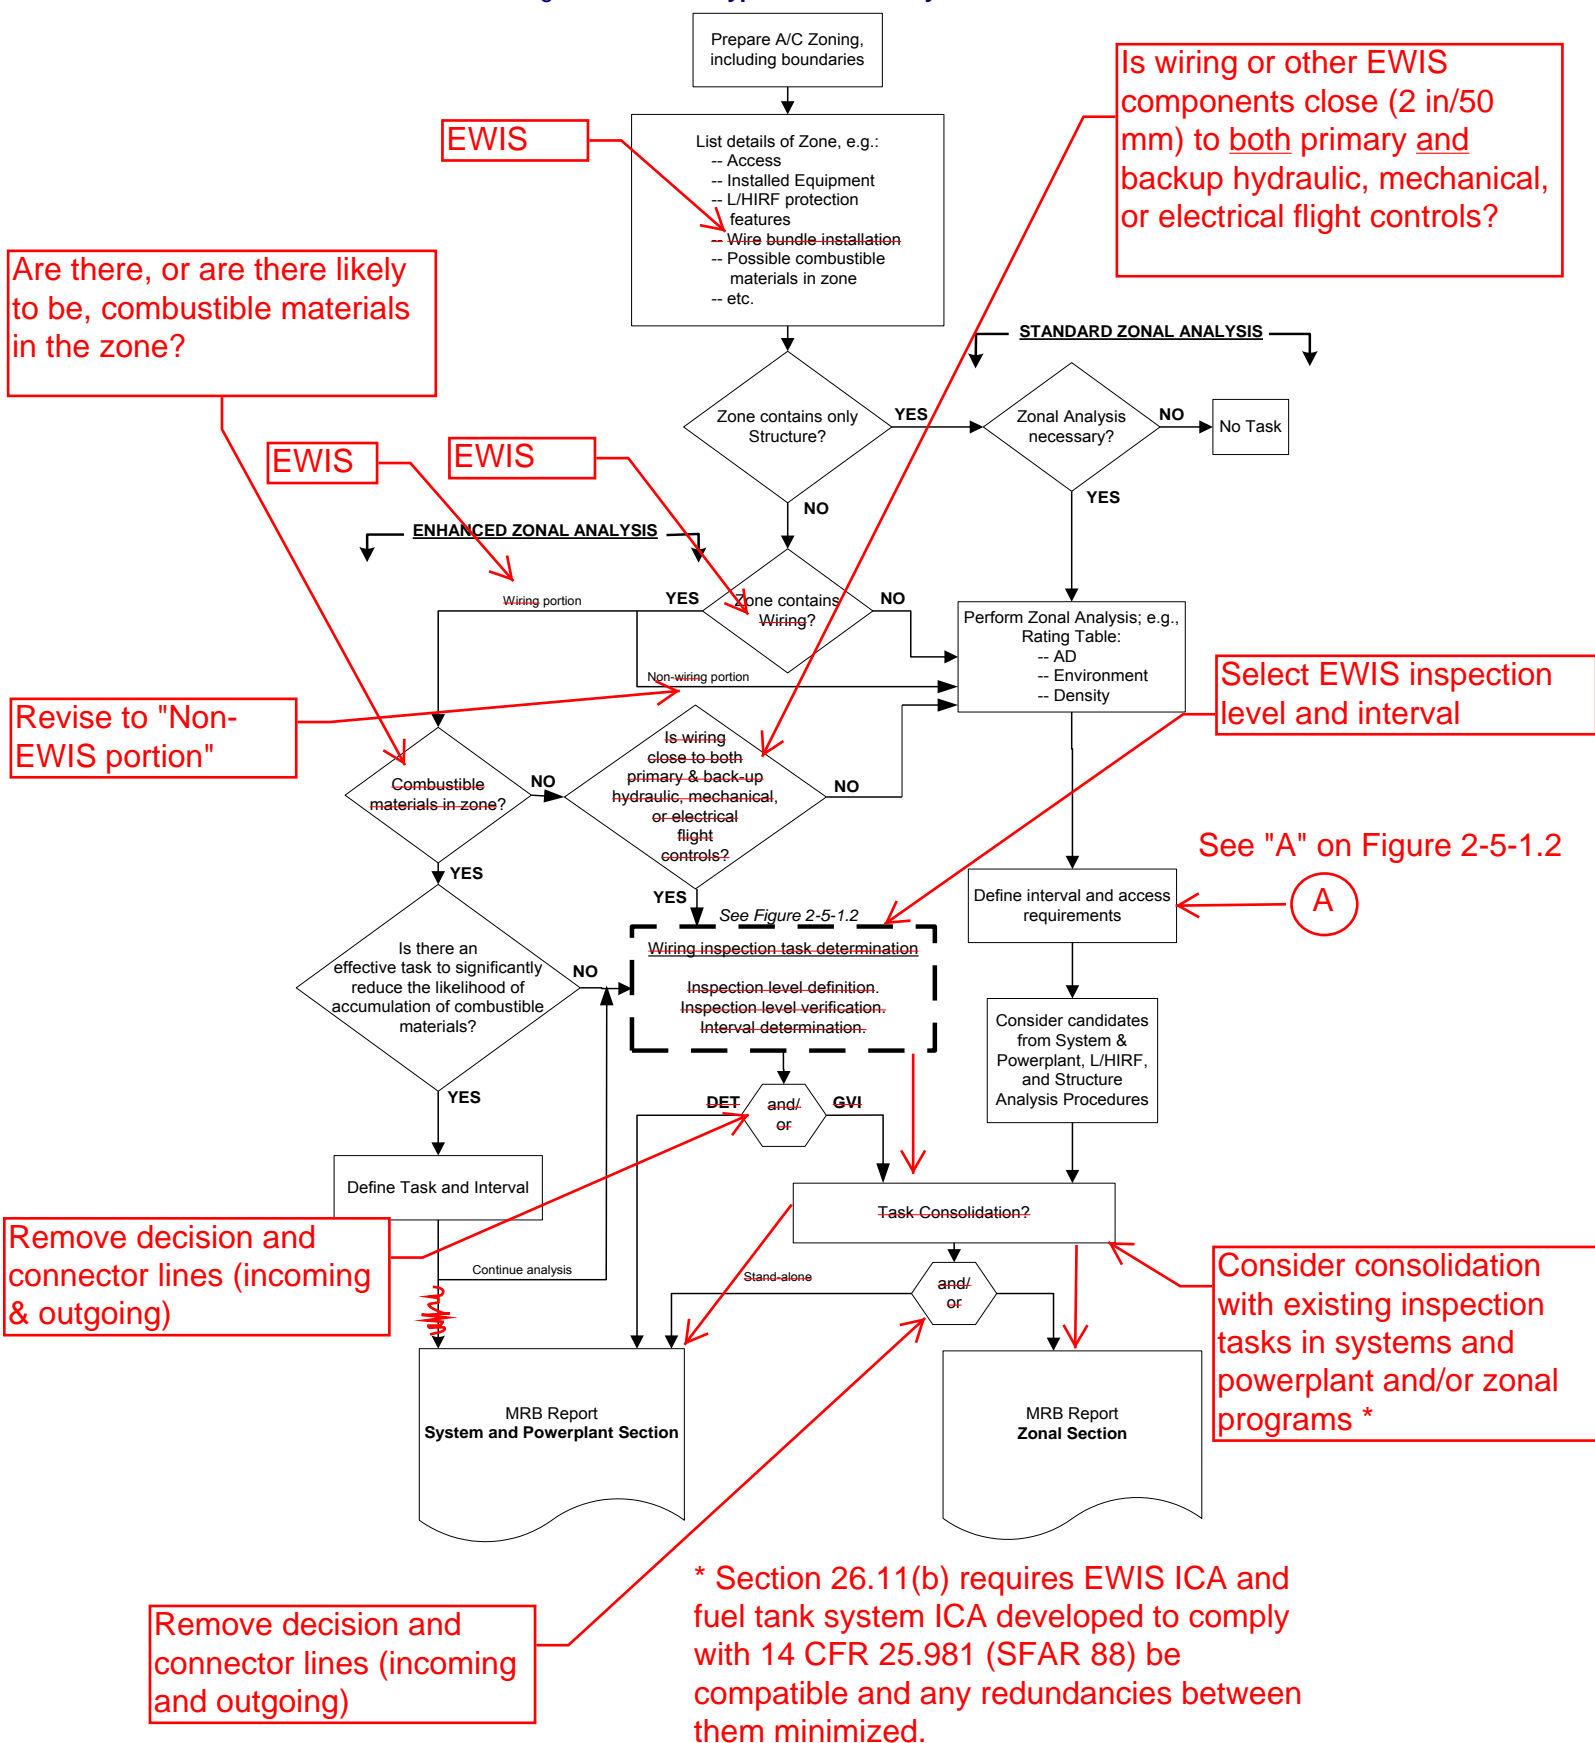 Prepare A/C Zoning,
including boundaries
Is wiring or other EWIS
components close (2 in/50
mm) to both primary and
backup hydraulic, mechanical,
or electrical flight controls?
EWIS
List details of Zone, e.g.:
-- Access
-- Installed Equipment
-- L/HIRF protection
features
-- Wire bundle installation
-- Possible combustible
materials in zone
-- etc.
Are there, or are there likely
to be, combustible materials
in the zone?
STANDARD ZONAL ANALYSIS
Zone contains only
Structure?
YES
Zonal Analysis
necessary?
NO
No Task
EWIS
EWIS
YES
NO
ENHANCED ZONAL ANALYSIS
Wiring portion
YES
Zone contains
Wiring?
NO
Perform Zonal Analysis; e.g.,
Rating Table:
-- AD
-- Environment
-- Density
Non-wiring portion
Select EWIS inspection
level and interval
Revise to "Non-
EWIS portion"
Combustible
materials in zone?
NO
Is wiring
close to both
primary & back-up
hydraulic, mechanical,
or electrical
flight
controls?
NO
See "A" on Figure 2-5-1.2
YES
YES
Define interval and access
requirements
A
See Figure 2-5-1.2
Is there an
effective task to significantly
reduce the likelihood of
accumulation of combustible
materials?
NO
Wiring inspection task determination
Inspection level definition.
Inspection level verification.
Interval determination.
Consider candidates
from System &
Powerplant, L/HIRF,
and Structure
Analysis Procedures
YES
DET
and/
or
GVI
Define Task and Interval
Task Consolidation?
Remove decision and
connector lines (incoming
& outgoing)
Continue analysis
Stand-alone
and/
or
Consider consolidation
with existing inspection
tasks in systems and
powerplant and/or zonal
programs *
MRB Report
System and Powerplant Section
MRB Report
Zonal Section
Remove decision and
connector lines (incoming
and outgoing)
* Section 26.11(b) requires EWIS ICA and
fuel tank system ICA developed to comply
with 14 CFR 25.981 (SFAR 88) be
compatible and any redundancies between
them minimized.